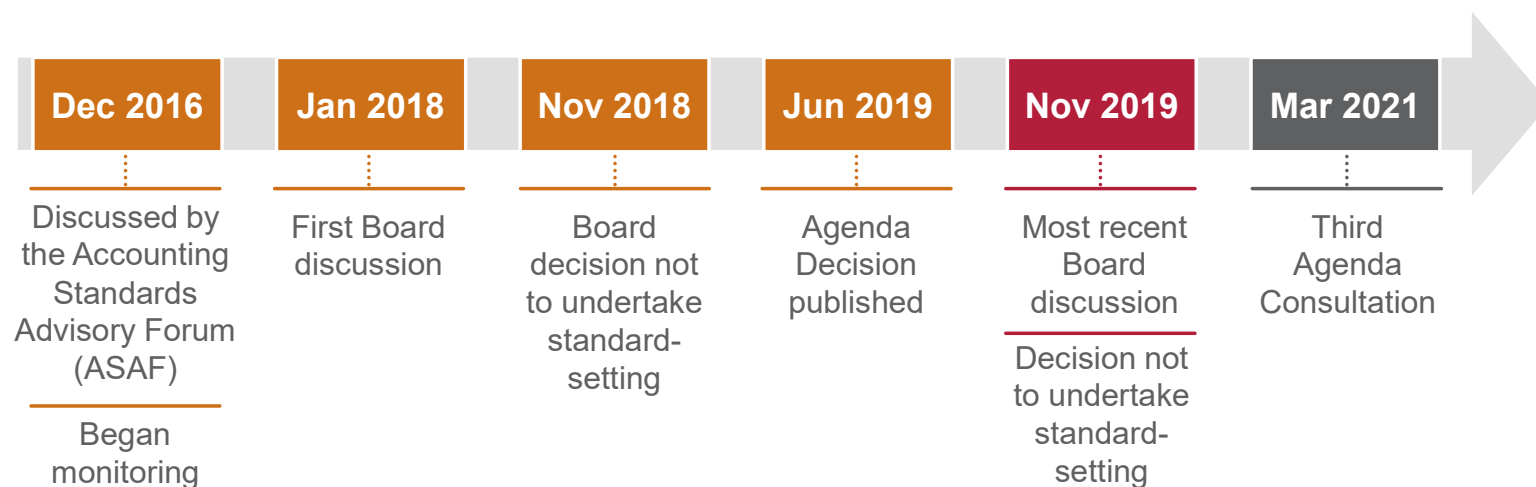 Dec 2016
Jan 2018
Nov 2018
Jun 2019
Nov 2019
Mar 2021
Discussed by
the Accounting
Standards
Advisory Forum
(ASAF)
Began
monitoring
First Board
discussion
Board
decision not
to undertake
standard-
setting
Agenda
Decision
published
Most recent
Board
discussion
Decision not
to undertake
standard-
setting
Third
Agenda
Consultation